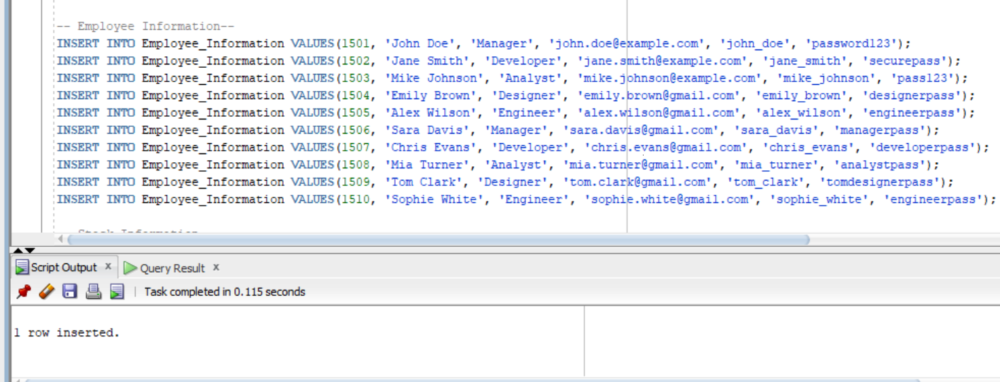 -- Employee Information--
INSERT INTO Employee_Information VALUES(1501, 'John Doe', 'Manager', 'john.doe@example.com', 'john_doe', 'password123');
INSERT INTO Employee_Information VALUES(1502, 'Jane Smith', 'Developer', 'jane.smith@example.com', 'jane_smith', 'securepass');
INSERT INTO Employee_Information VALUES(1503, 'Mike Johnson', 'Analyst', 'mike.johnson@example.com', 'mike_johnson', 'pass123');
INSERT INTO Employee_Information VALUES(1504, 'Emily Brown', 'Designer', 'emily.brown@gmail.com', 'emily_brown', 'designerpass');
INSERT INTO Employee_Information VALUES(1505, 'Alex Wilson', 'Engineer', 'alex.wilson@gmail.com', 'alex_wilson', 'engineerpass');
INSERT INTO Employee_Information VALUES(1506, 'Sara Davis', 'Manager', 'sara.davis@gmail.com', 'sara_davis', 'managerpass');
INSERT INTO Employee_Information VALUES(1507, 'Chris Evans', 'Developer', 'chris.evans@gmail.com', 'chris_evans', 'developerpass');
INSERT INTO Employee_Information VALUES(1508, 'Mia Turner', 'Analyst', 'mia.turner@gmail.com', 'mia_turner', 'analystpass');
INSERT INTO Employee_Information VALUES(1509, 'Tom Clark', 'Designer', 'tom.clark@gmail.com', 'tom_clark', 'tomdesignerpass');
INSERT INTO Employee_Information VALUES(1510, 'Sophie White', 'Engineer', 'sophie.white@gmail.com', 'sophie_white', 'engineerpass');
Stock Information
Script Output x Query Result x
Task completed in 0.115 seconds
1 row inserted.